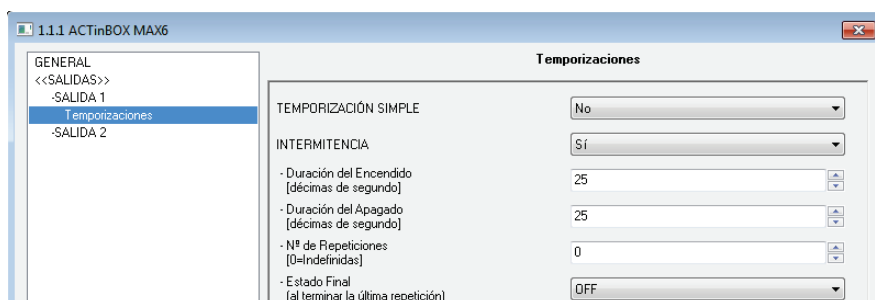 1.1.1 ACTinBOX MAX6
GENERAL
<<SALIDAS>>
-SALIDA 1
Temporizaciones
-SALIDA 2
Temporizaciones
TEMPORIZACIÓN SIMPLE
No
INTERMITENCIA
Sí
- Duración del Encendido
[décimas de segundo]
25
- Duración del Apagado
[décimas de segundo]
25
- Nº de Repeticiones
[0=Indefinidas]
0
- Estado Final
(al terminar la última repetición)
OFF